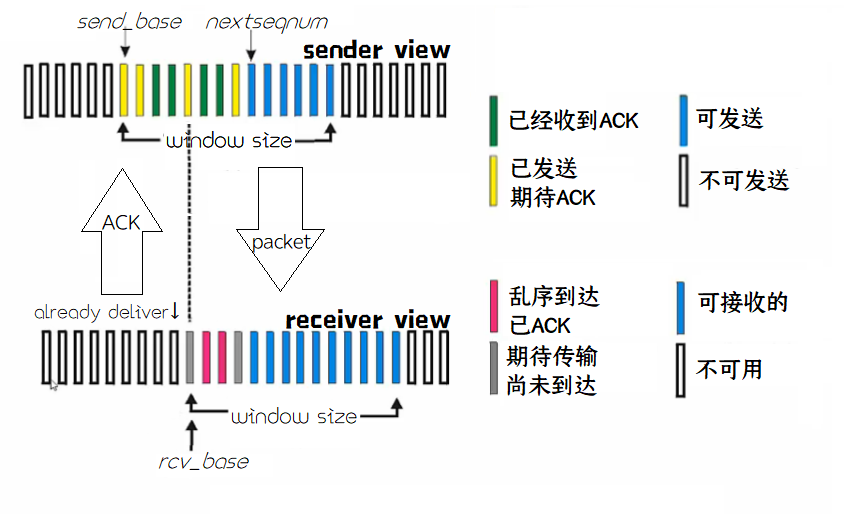 send_base nextseqnum
sender view
window size
已经收到ACK
可发送
已发送
期待ACK
不可发送
ACK
packet
already deliver↓
receiver view
乱序到达
已ACK
可接收的
期待传输
尚未到达
不可用
window size
rcv_base